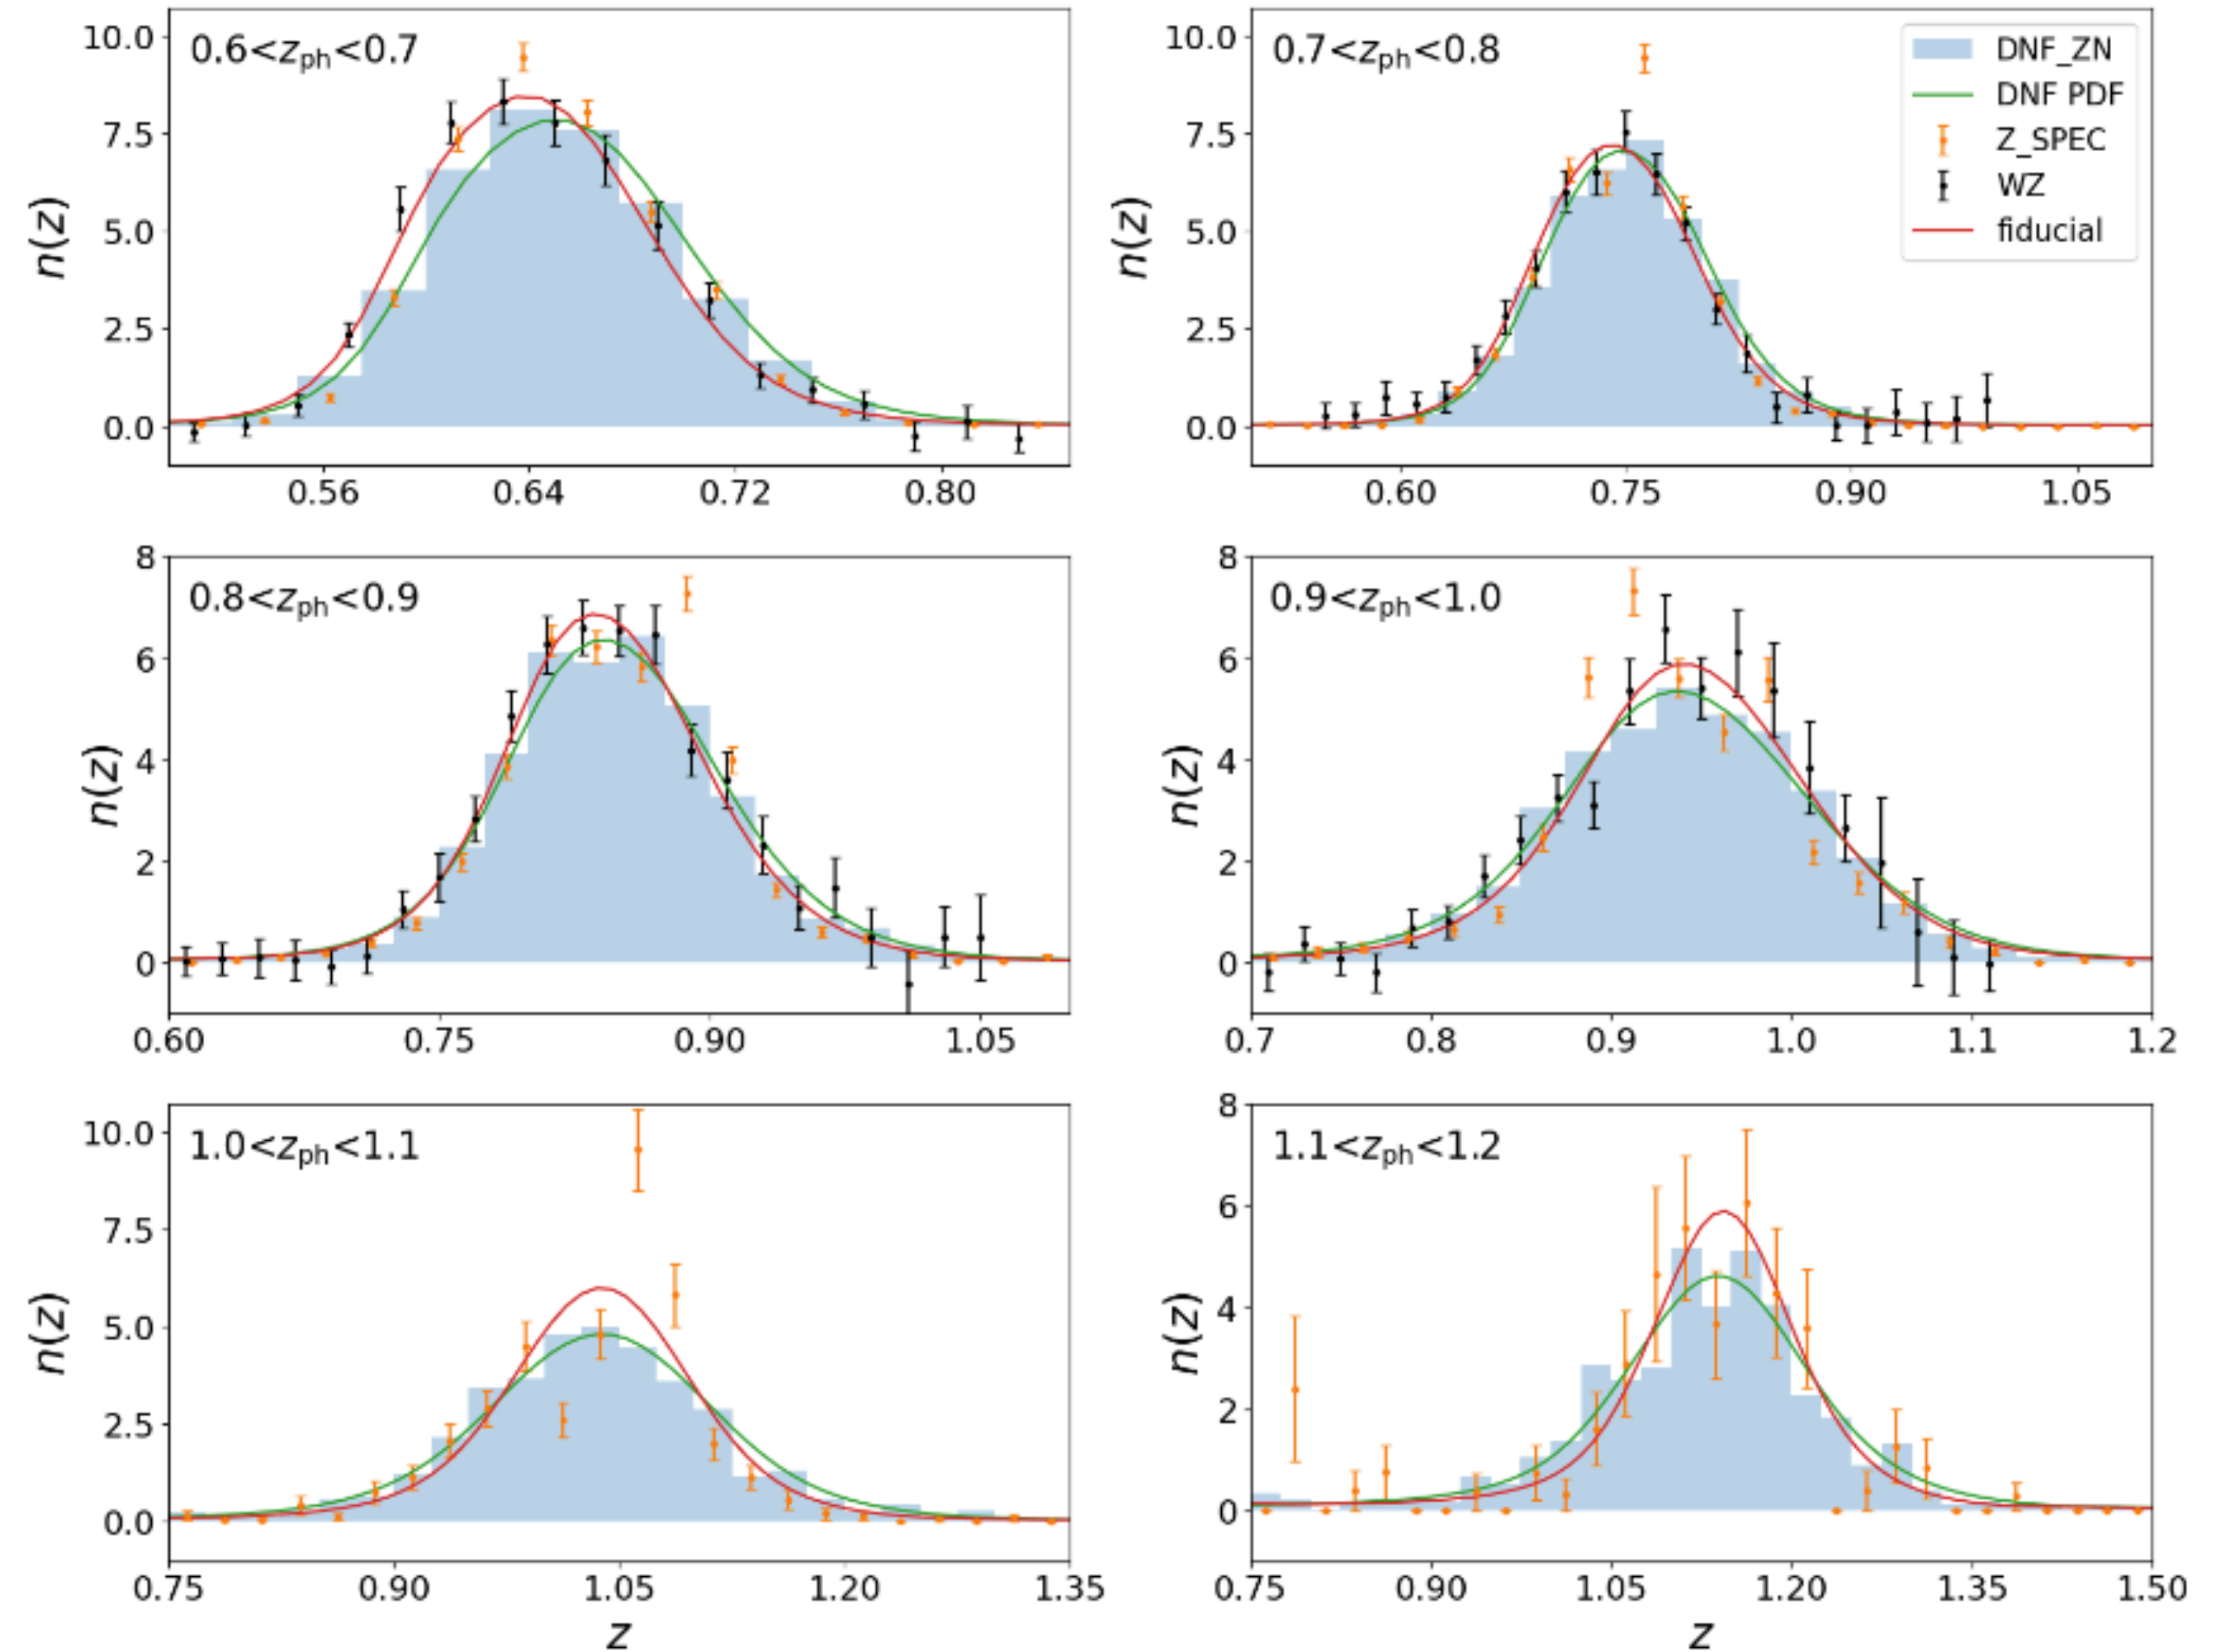 0.6<z_ph<0.7
10.0
7.5
5.0
2.5
0.0
n(z)
0.56 0.64 0.72 0.80
0.7<z_ph<0.8
DNF_ZN
DNF PDF
Z_SPEC
WZ
fiducial
10.0
7.5
5.0
2.5
0.0
n(z)
0.60 0.75 0.90 1.05
0.8<z_ph<0.9
8
6
4
2
0
n(z)
0.60 0.75 0.90 1.05
0.9<z_ph<1.0
8
6
4
2
0
n(z)
0.7 0.8 0.9 1.0 1.1 1.2
1.0<z_ph<1.1
10.0
7.5
5.0
2.5
0.0
n(z)
0.75 0.90 1.05 1.20 1.35
z
1.1<z_ph<1.2
8
6
4
2
0
n(z)
0.75 0.90 1.05 1.20 1.35 1.50
z